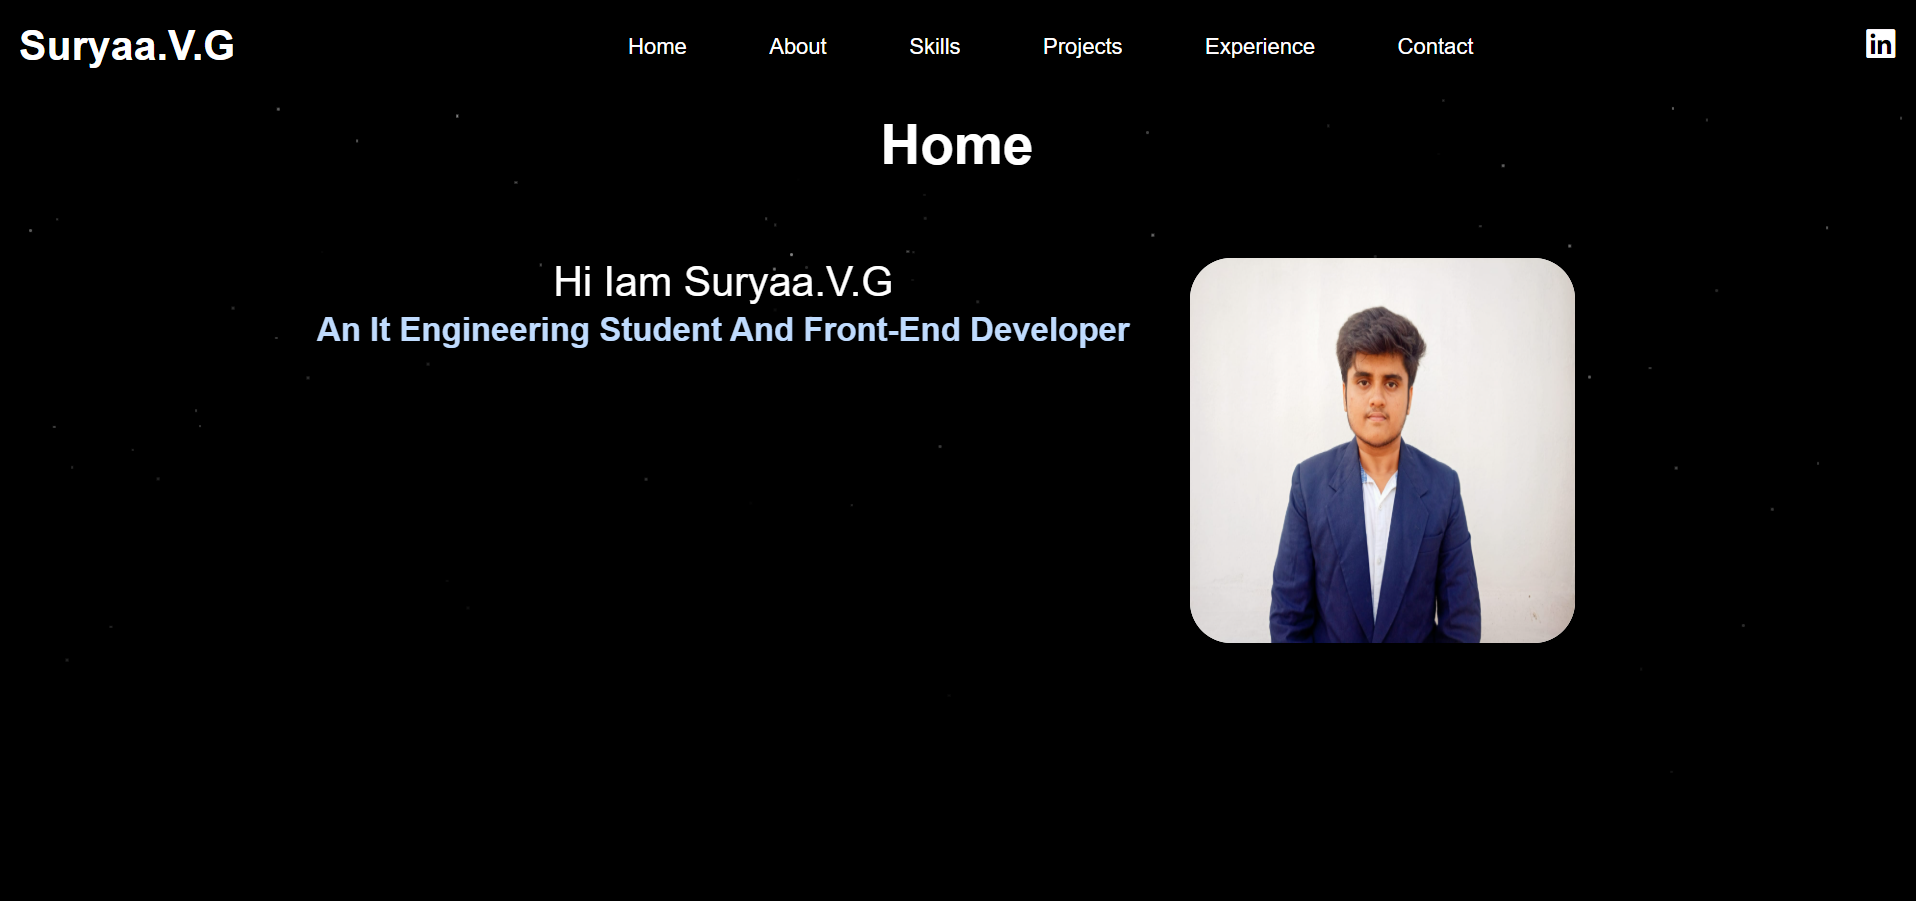 Suryaa.V.G
Home About Skills Projects Experience Contact
in
Home
Hi Iam Suryaa.V.G
An It Engineering Student And Front-End Developer